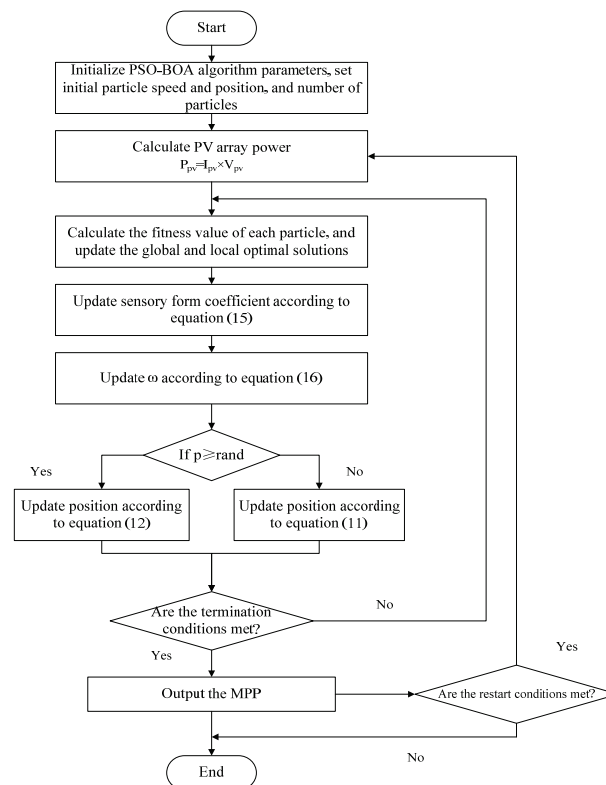 Start
Initialize PSO-BOA algorithm parameters, set
initial particle speed and position, and number of
particles
Calculate PV array power
Ppv=Ipv×Vpv
Calculate the fitness value of each particle, and
update the global and local optimal solutions
Update sensory form coefficient according to
equation (15)
Update ω according to equation (16)
If p≥rand
Yes
No
Update position according
to equation (12)
Update position according
to equation (11)
Are the termination
conditions met?
No
Yes
Output the MPP
Are the restart conditions met?
Yes
No
End